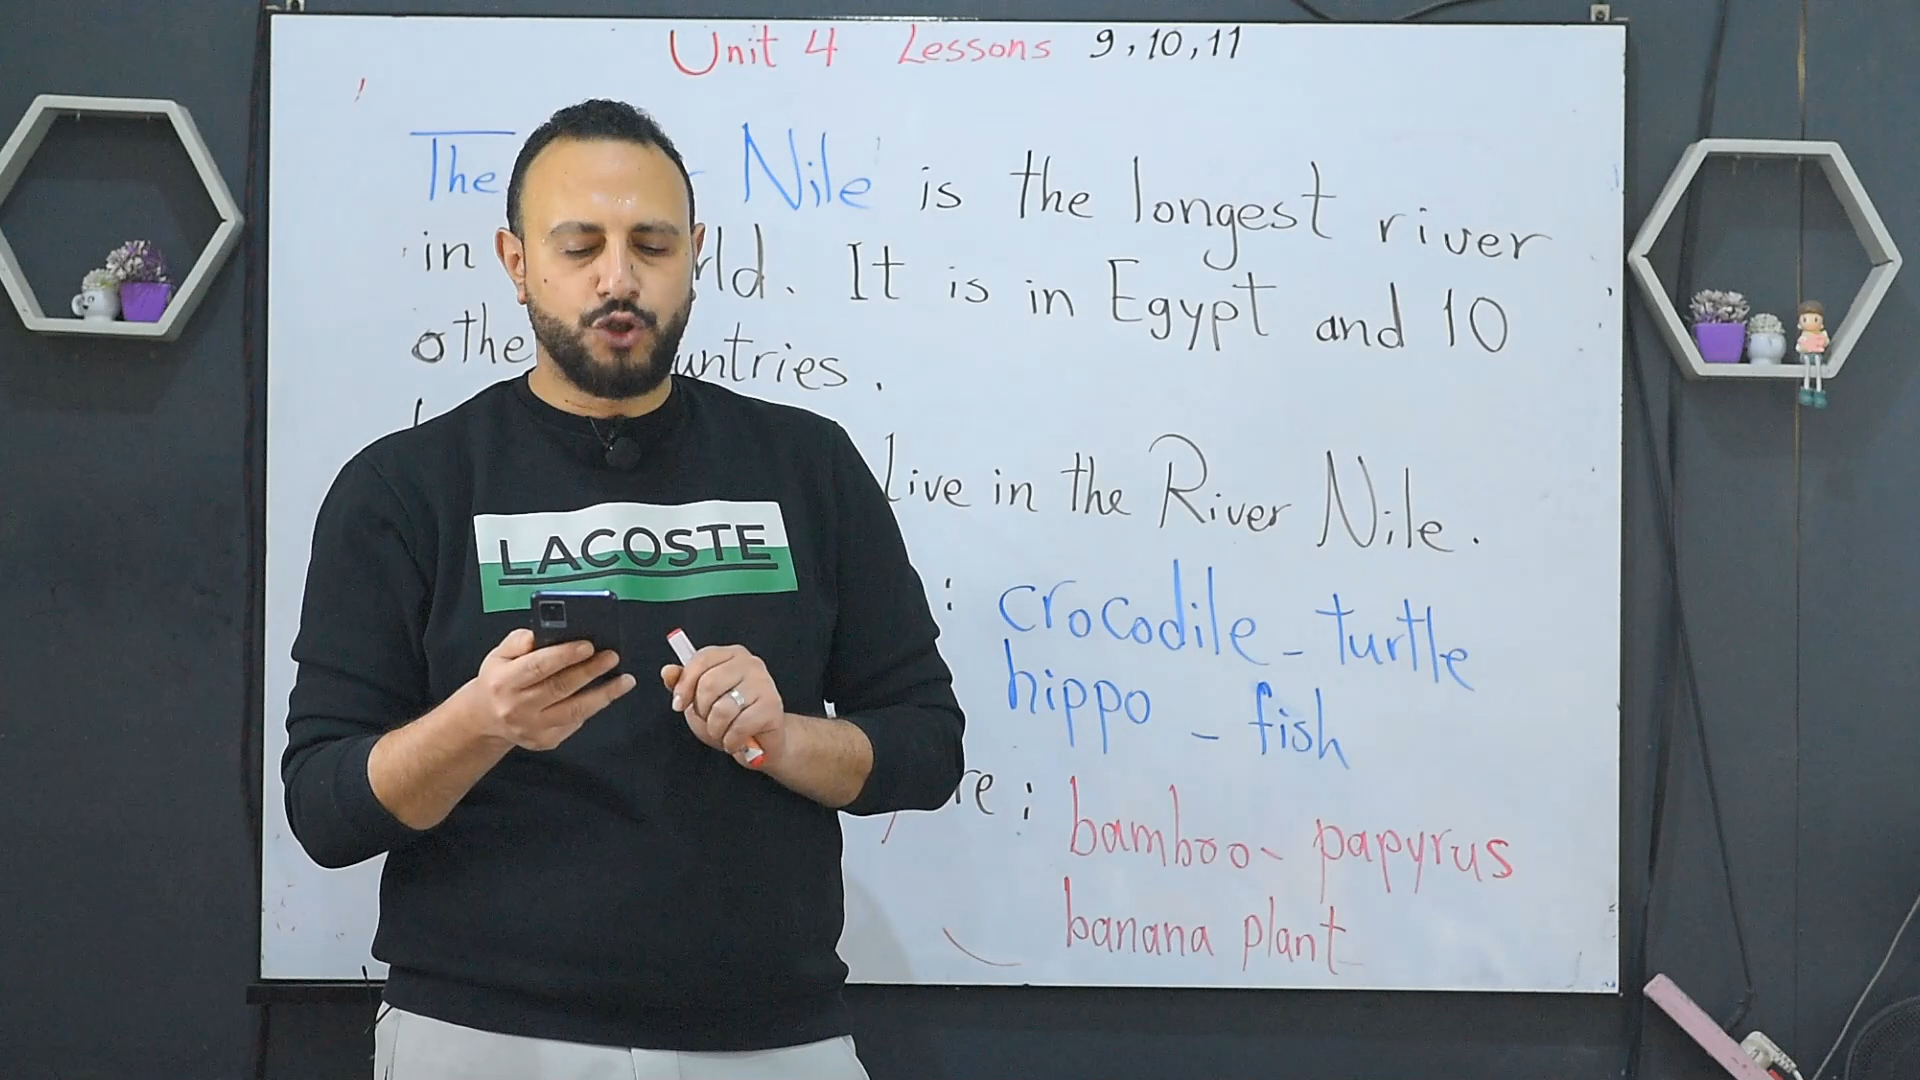 Unit 4 Lessons 9,10,11
The Nile is the longest river
in rld. It is in Egypt and 10
othe untries.
Live in the River Nile.
LACOSTE
: crocodile - turtle
hippo - fish
re : bamboo - papyrus
banana plant